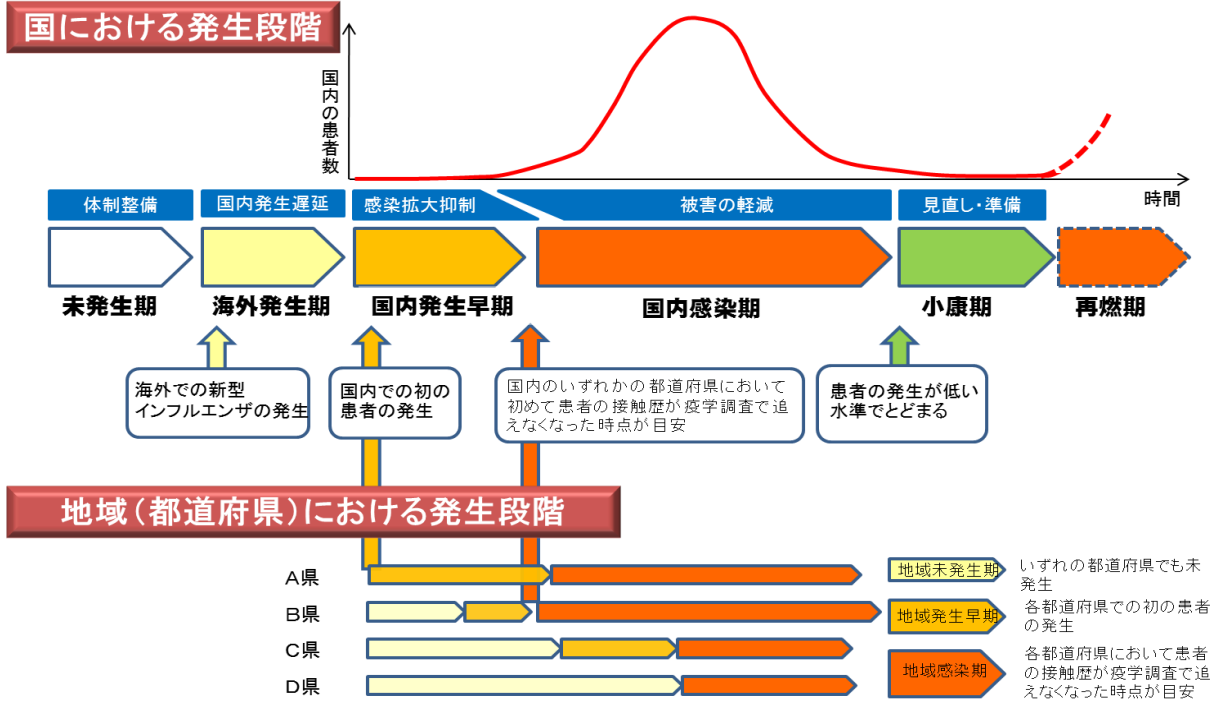 国における発生段階
国内の患者数
時間
体制整備
国内発生遅延
感染拡大抑制
被害の軽減
見直し・準備
未発生期
海外発生期
国内発生早期
国内感染期
小康期
再燃期
海外での新型
インフルエンザの発生
国内での初の
患者の発生
国内のいずれかの都道府県において
初めて患者の接触歴が疫学調査で追
えなくなった時点が目安
患者の発生が低い
水準でとどまる
地域(都道府県)における発生段階
A県
B県
C県
D県
地域未発生期
いずれの都道府県でも未
発生
地域発生早期
各都道府県での初の患者
の発生
地域感染期
各都道府県において患者
の接触歴が疫学調査で追
えなくなった時点が目安